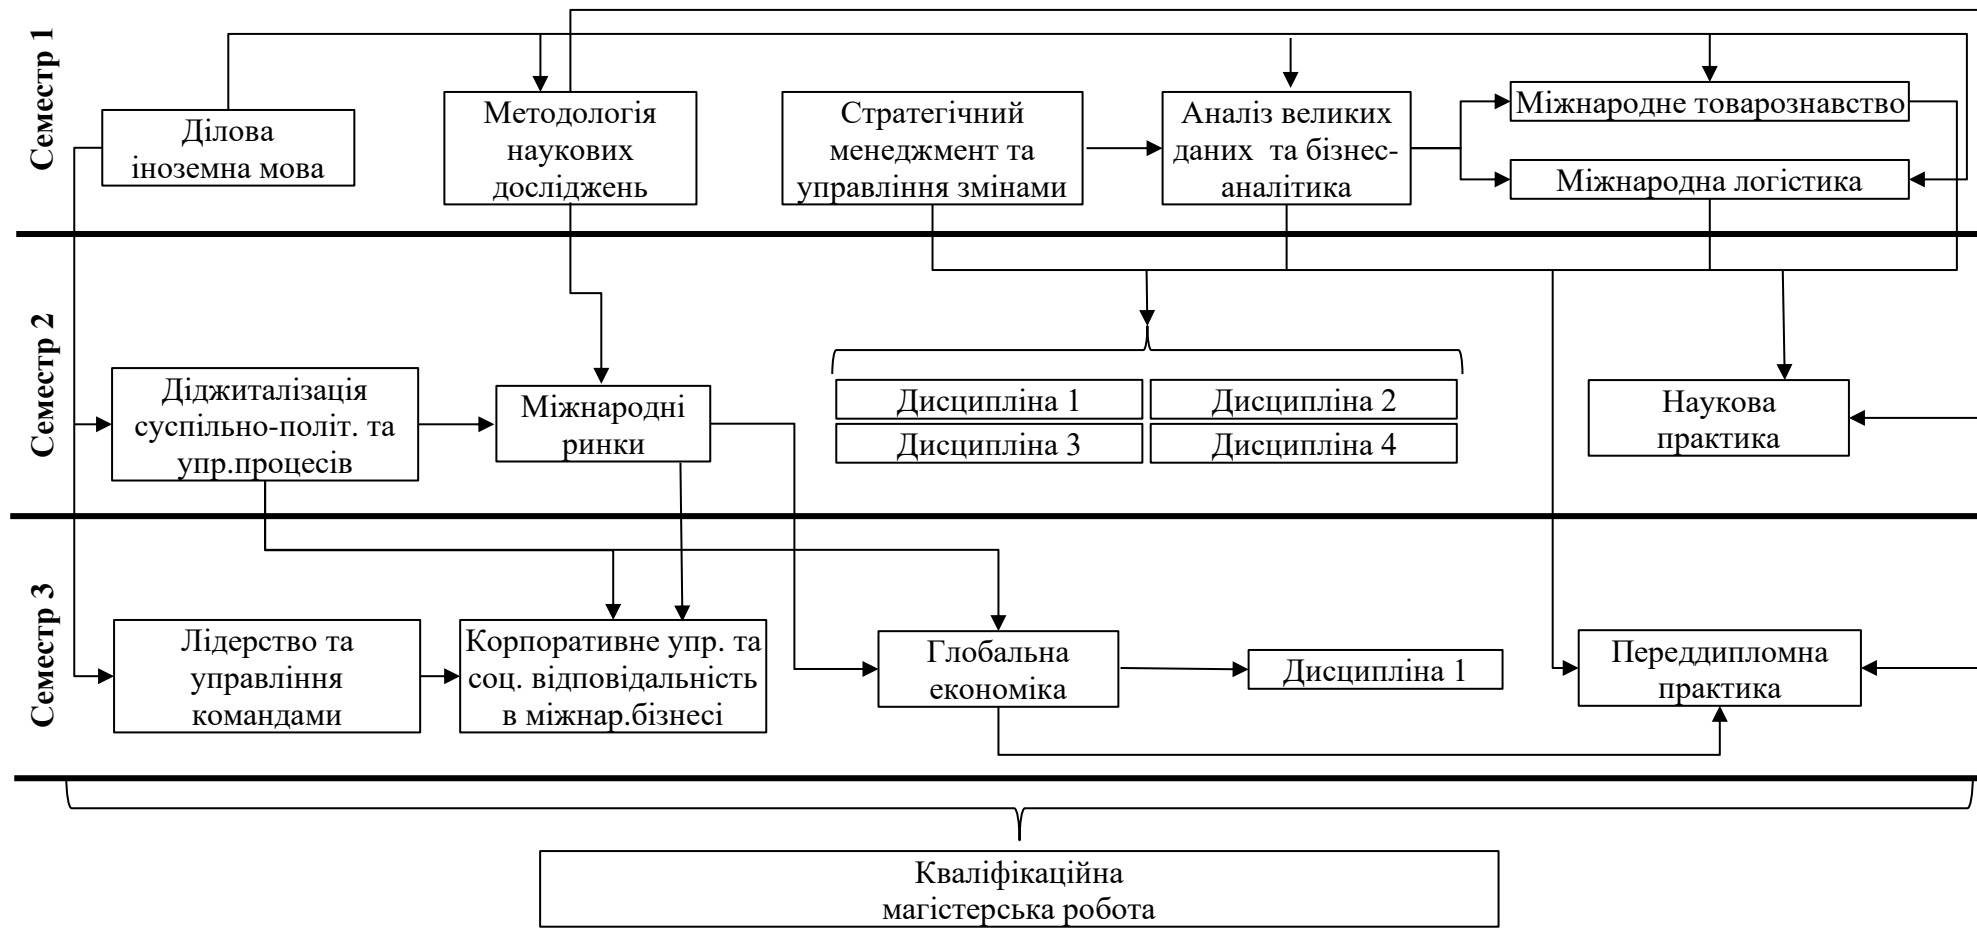 Семестр 1
Ділова
іноземна мова
Методологія
наукових
досліджень
Стратегічний
менеджмент та
управління змінами
Аналіз великих
даних та бізнес-
аналітика
Міжнародне товарознавство
Міжнародна логістика
Семестр 2
Діджиталізація
суспільно-політ. та
упр.процесів
Міжнародні
ринки
Дисципліна 1
Дисципліна 2
Дисципліна 3
Дисципліна 4
Наукова
практика
Семестр 3
Лідерство та
управління
командами
Корпоративне упр. та
соц. відповідальність
в міжнар.бізнесі
Глобальна
економіка
Дисципліна 1
Переддипломна
практика
Кваліфікаційна
магістерська робота